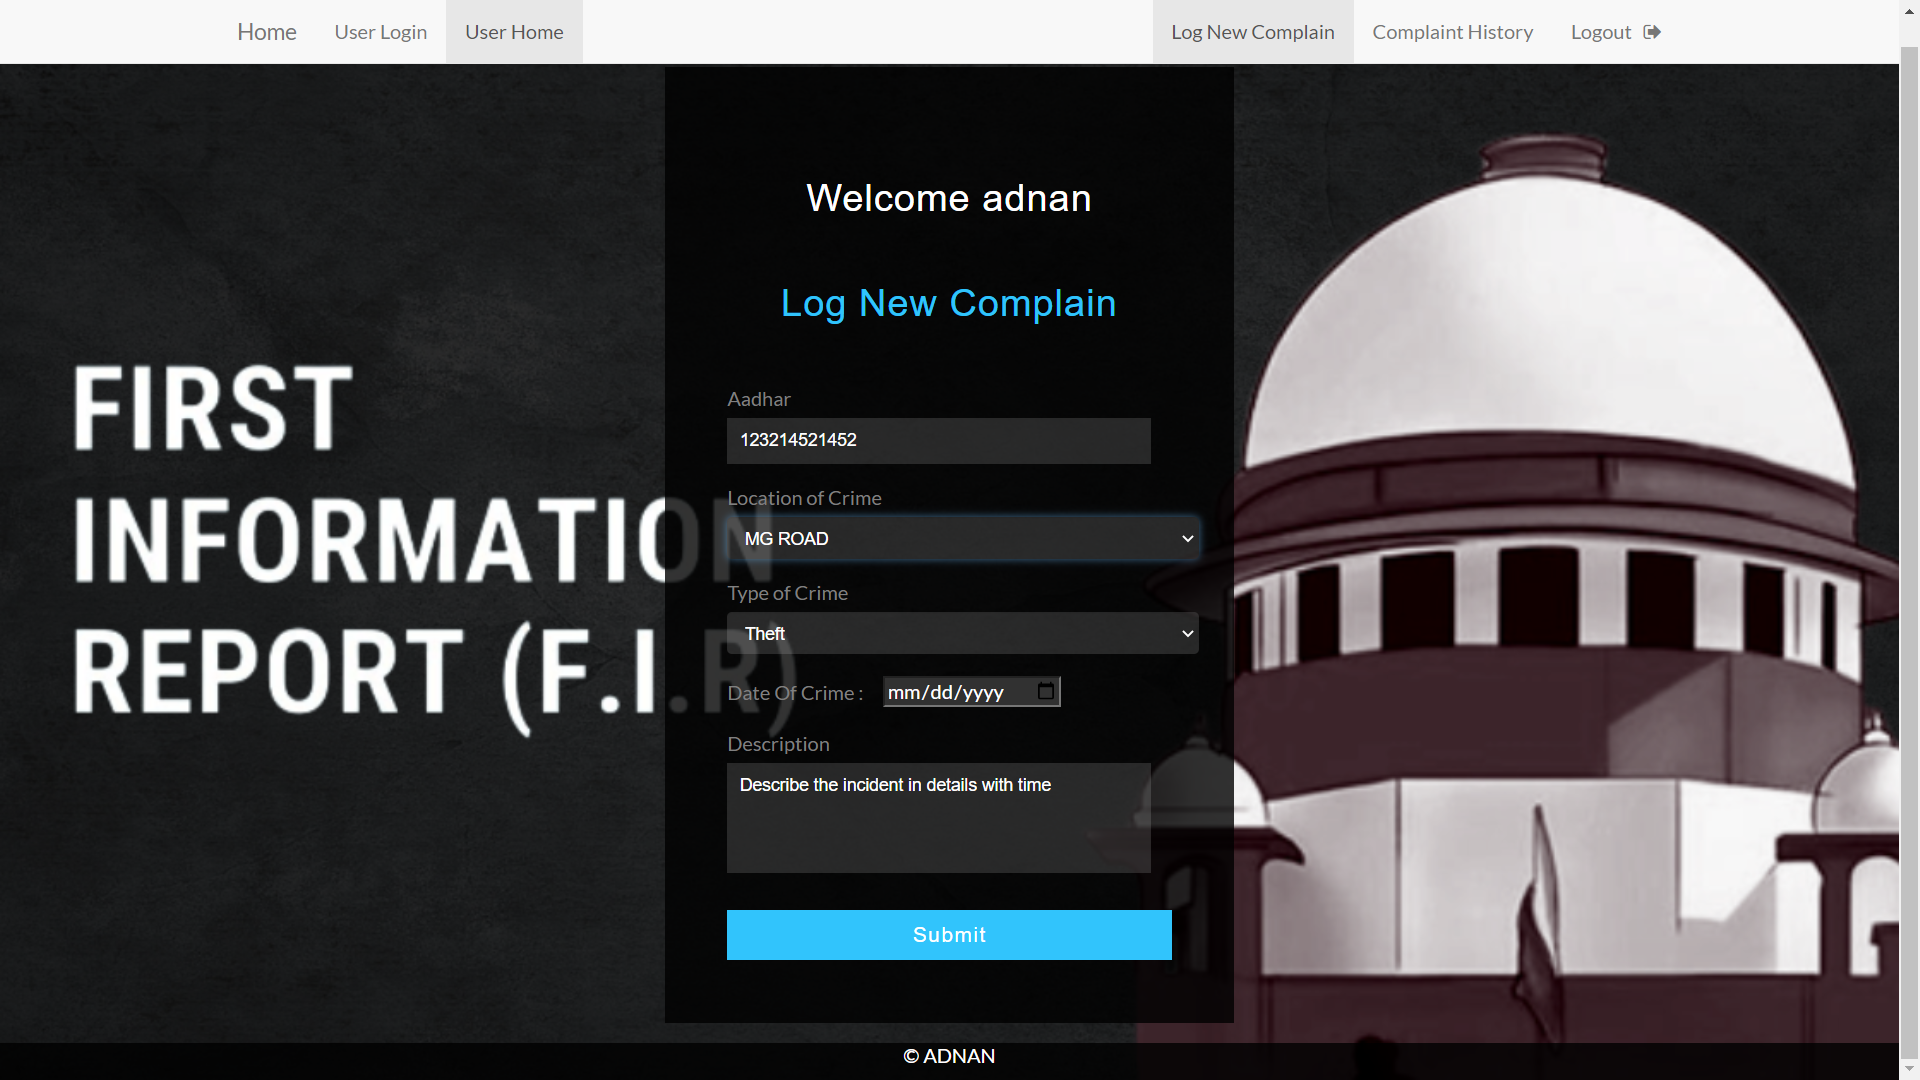 Home User Login User Home Log New Complain Complaint History Logout
Welcome adnan
Log New Complain
FIRST
INFORMATION
REPORT (F.I.R)
Aadhar
123214521452
Location of Crime
MG ROAD
Type of Crime
Theft
Date Of Crime : mm/dd/yyyy
Description
Describe the incident in details with time
Submit
© ADNAN